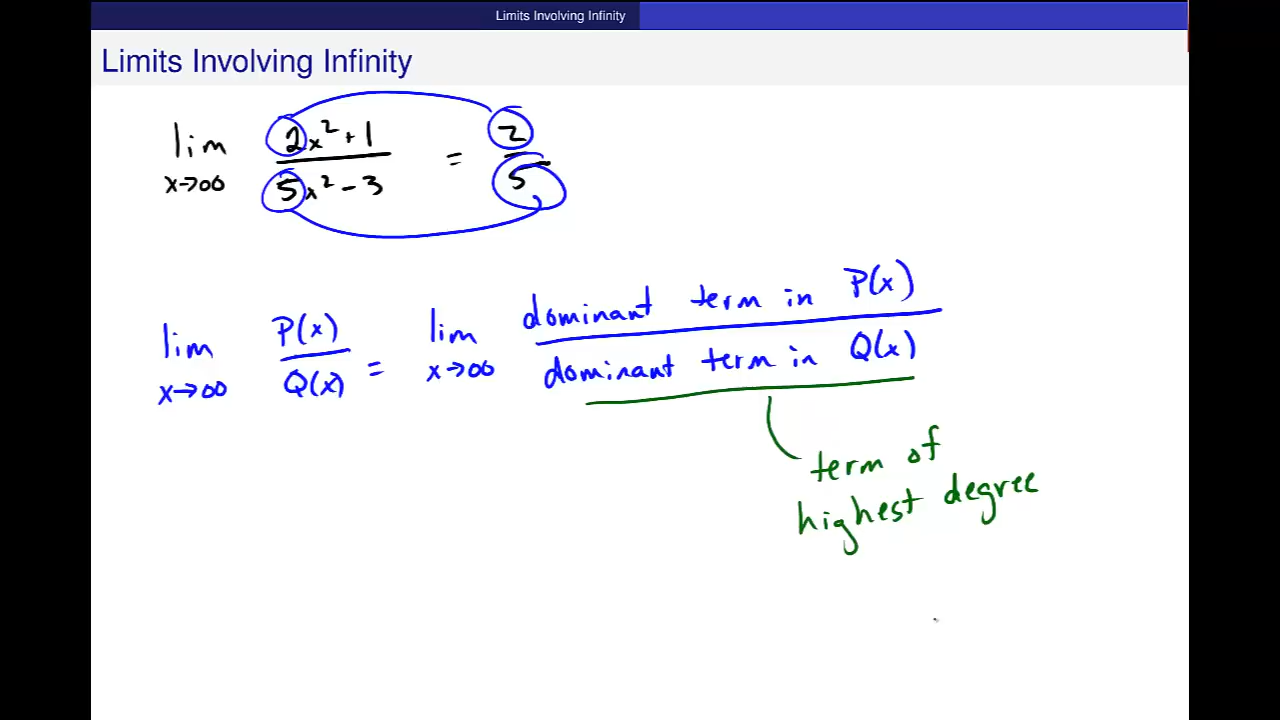 Limits Involving Infinity
Limits Involving Infinity
lim x→∞ (2x² + 1)/(5x² - 3) = 2/5
lim x→∞ P(x)/Q(x) = lim x→∞ (dominant term in P(x))/(dominant term in Q(x))
term of
highest degree